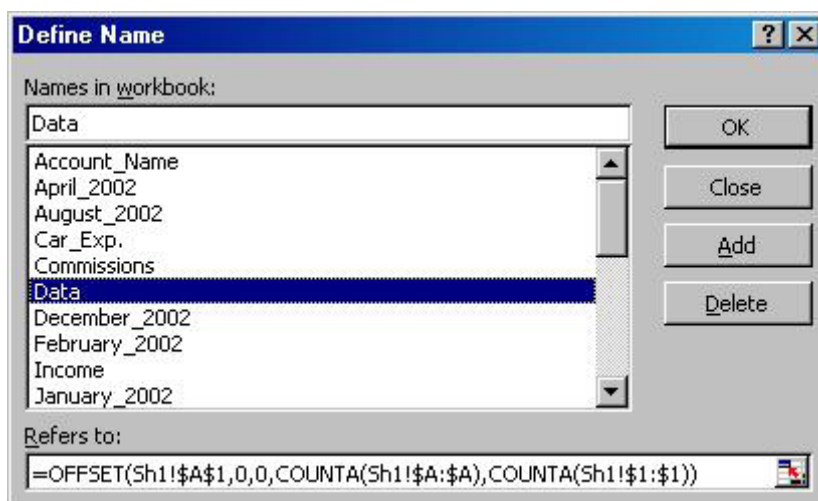 Define Name
Names in workbook:
Data
OK
Account_Name
April_2002
August_2002
Car_Exp.
Commissions
Data
December_2002
February_2002
Income
January_2002
Close
Add
Delete
Refers to:
=OFFSET(Sh1!$A$1,0,0,COUNTA(Sh1!$A:$A),COUNTA(Sh1!$1:$1))